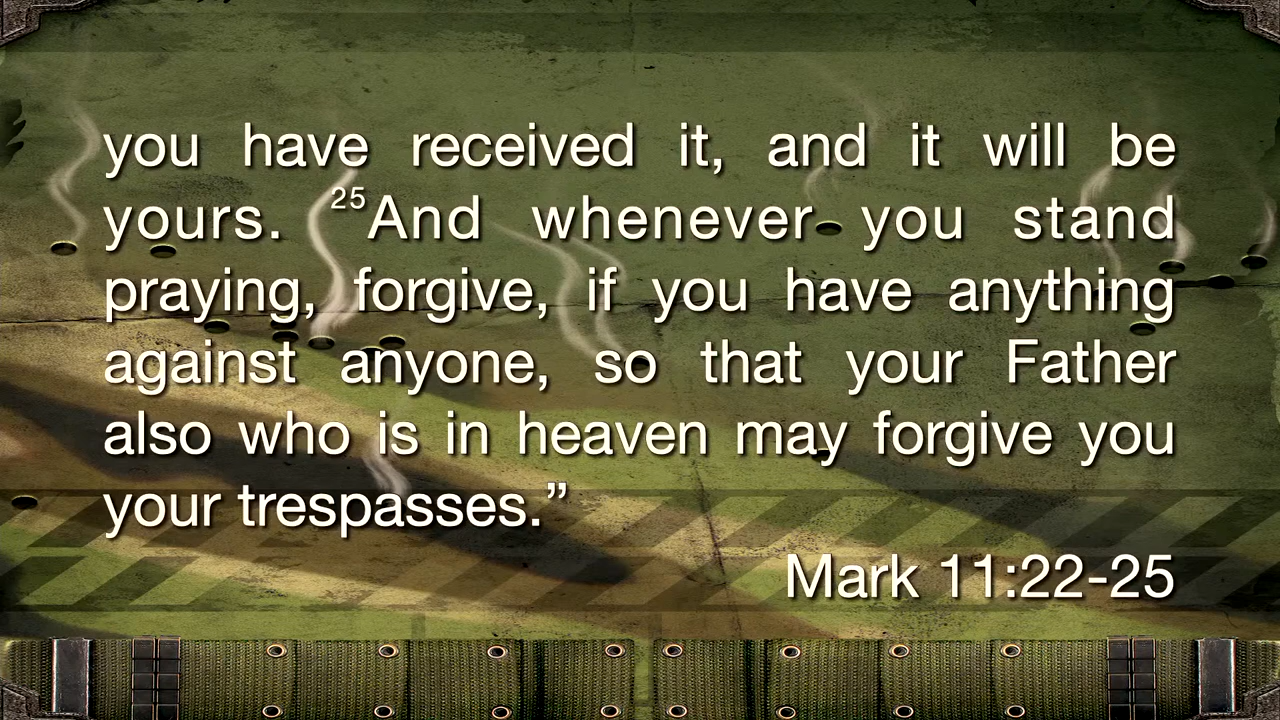 you have received it, and it will be
yours. ²⁵And whenever you stand
praying, forgive, if you have anything
against anyone, so that your Father
also who is in heaven may forgive you
your trespasses.”
Mark 11:22-25